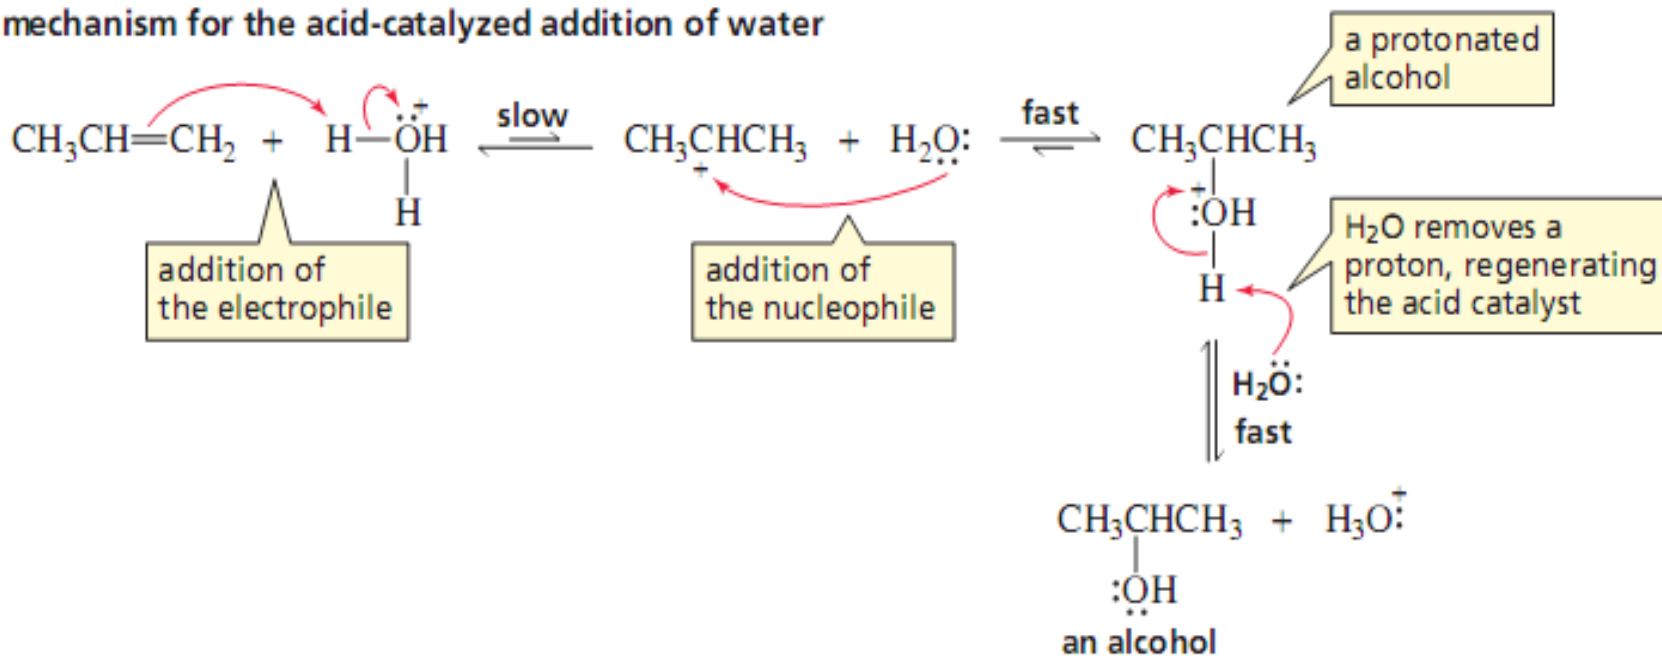 mechanism for the acid-catalyzed addition of water
a protonated
alcohol
CH₃CH=CH₂ + H—ÖH⁺ slow CH₃CHCH₃ + H₂O: fast CH₃CHCH₃
+
H
+
:OH
H
addition of
the electrophile
addition of
the nucleophile
H₂O removes a
proton, regenerating
the acid catalyst
H₂Ö:
fast
CH₃CHCH₃ + H₃O:⁺
:ÖH
an alcohol